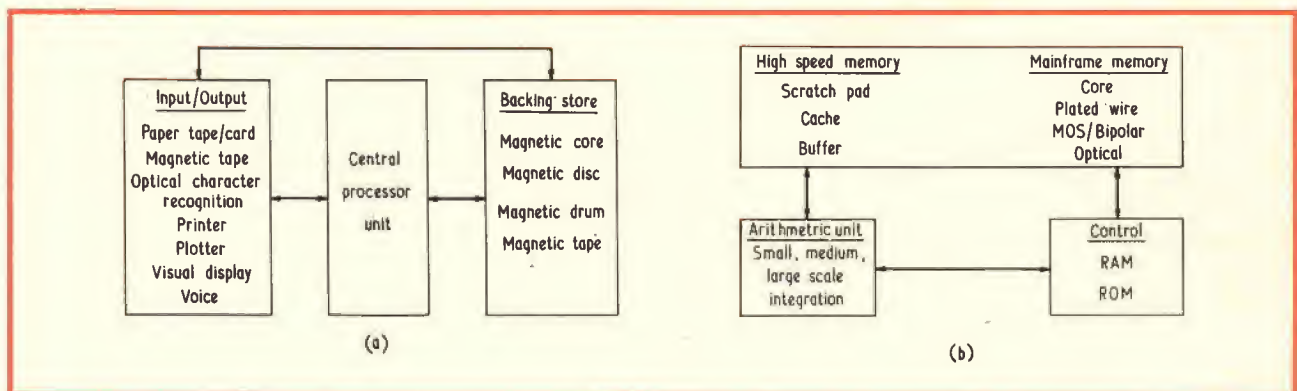 Input/Output
Paper tape/card
Magnetic tape
Optical character
recognition
Printer
Plotter
Visual display
Voice
Central
processor
unit
Backing store
Magnetic core
Magnetic disc
Magnetic drum
Magnetic tape
(a)
High speed memory
Scratch pad
Cache
Buffer
Mainframe memory
Core
Plated wire
MOS/Bipolar
Optical
Arithmetric unit
Small, medium,
large scale
integration
Control
RAM
ROM
(b)